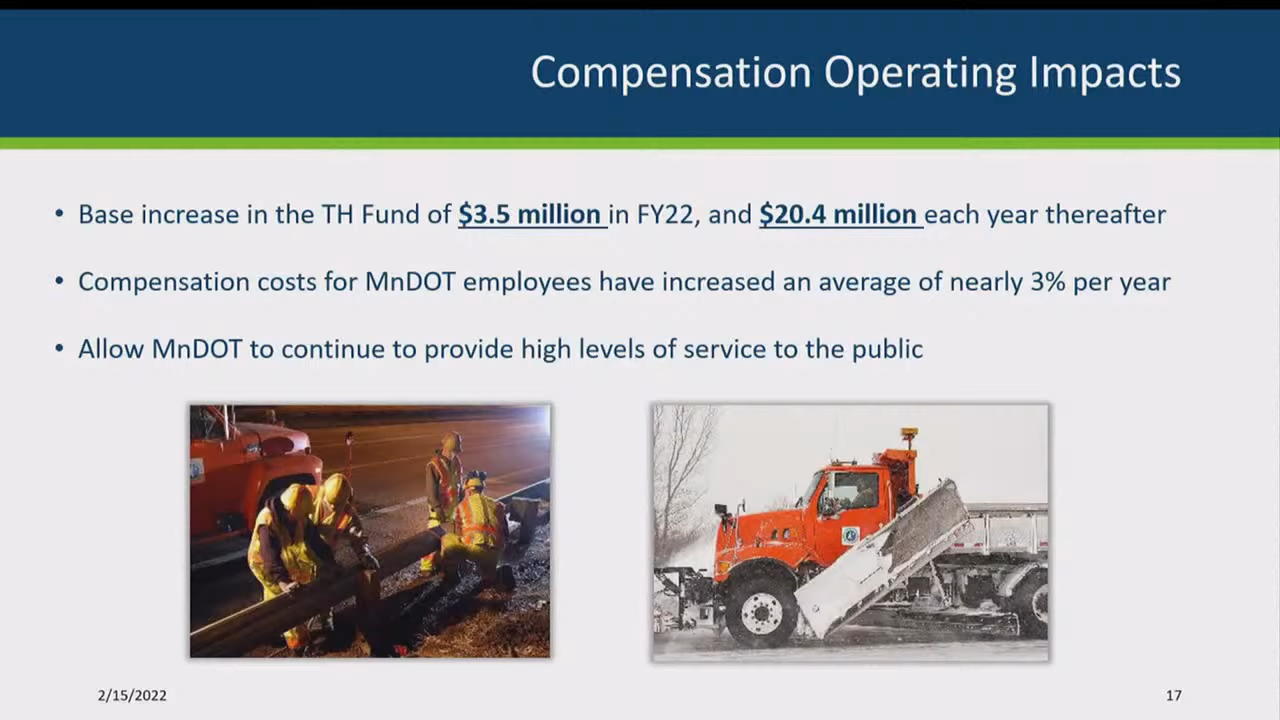 Compensation Operating Impacts
• Base increase in the TH Fund of $3.5 million in FY22, and $20.4 million each year thereafter
• Compensation costs for MnDOT employees have increased an average of nearly 3% per year
• Allow MnDOT to continue to provide high levels of service to the public
2/15/2022
17